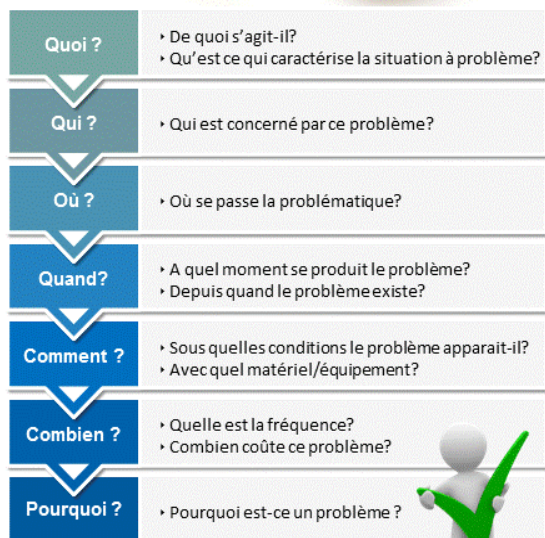 Quoi ?
‣ De quoi s'agit-il?
‣ Qu'est ce qui caractérise la situation à problème?
Qui ?
‣ Qui est concerné par ce problème?
Où ?
‣ Où se passe la problématique?
Quand?
‣ A quel moment se produit le problème?
‣ Depuis quand le problème existe?
Comment ?
‣ Sous quelles conditions le problème apparait-il?
‣ Avec quel matériel/équipement?
Combien ?
‣ Quelle est la fréquence?
‣ Combien coûte ce problème?
Pourquoi ?
‣ Pourquoi est-ce un problème ?